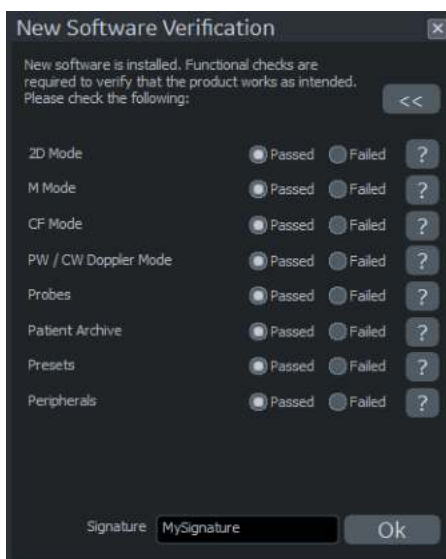 New Software Verification
New software is installed. Functional checks are
required to verify that the product works as intended.
Please check the following:
<<
2D Mode Passed Failed ?
M Mode Passed Failed ?
CF Mode Passed Failed ?
PW / CW Doppler Mode Passed Failed ?
Probes Passed Failed ?
Patient Archive Passed Failed ?
Presets Passed Failed ?
Peripherals Passed Failed ?
Signature MySignature Ok